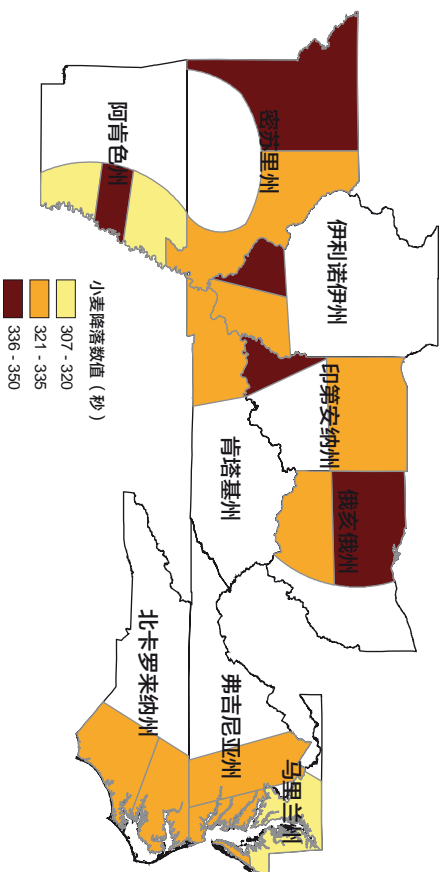 密苏里州
阿肯色州
伊利诺伊州
印第安纳州
肯塔基州
俄亥俄州
北卡罗来纳州
弗吉尼亚州
马里兰州
小麦降落数值（秒）
307 - 320
321 - 335
336 - 350